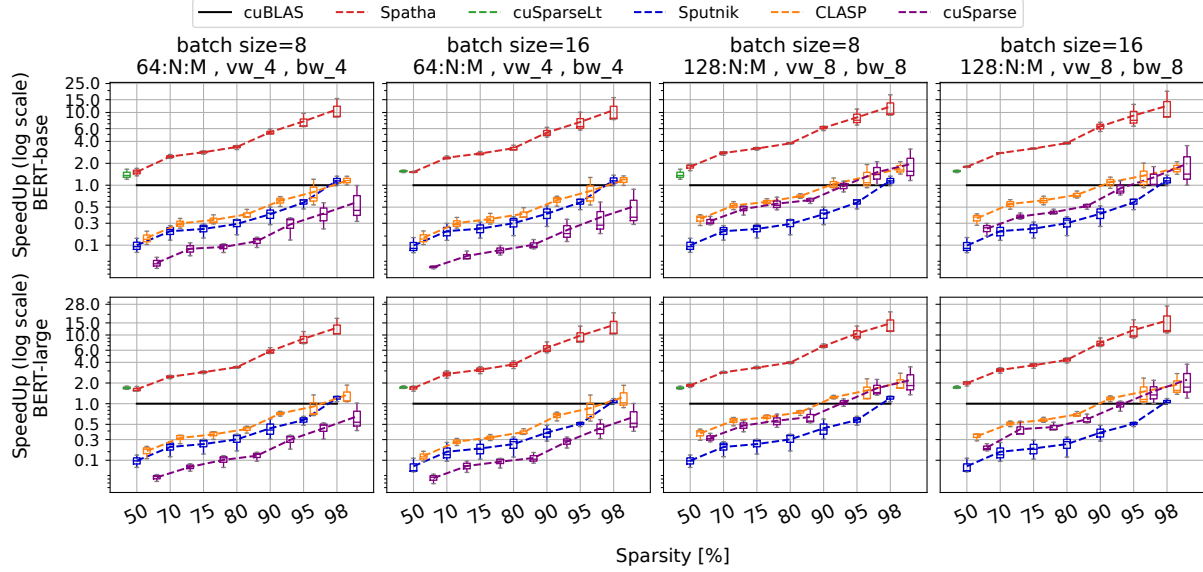 cuBLAS Spatha cuSparseLt Sputnik CLASP cuSparse
batch size=8 batch size=16 batch size=8 batch size=16
64:N:M , vw_4 , bw_4 64:N:M , vw_4 , bw_4 128:N:M , vw_8 , bw_8 128:N:M , vw_8 , bw_8
SpeedUp (log scale)
BERT-base
25.0
15.0
10.0
6.0
4.0
2.0
1.0
0.5
0.3
0.1
SpeedUp (log scale)
BERT-large
28.0
15.0
10.0
6.0
4.0
2.0
1.0
0.5
0.3
0.1
50 70 75 80 90 95 98 50 70 75 80 90 95 98 50 70 75 80 90 95 98 50 70 75 80 90 95 98
Sparsity [%]